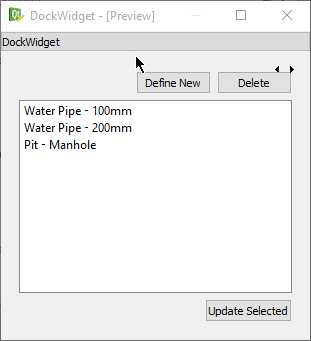 DockWidget - [Preview]
DockWidget
Define New
Delete
Water Pipe - 100mm
Water Pipe - 200mm
Pit - Manhole
Update Selected